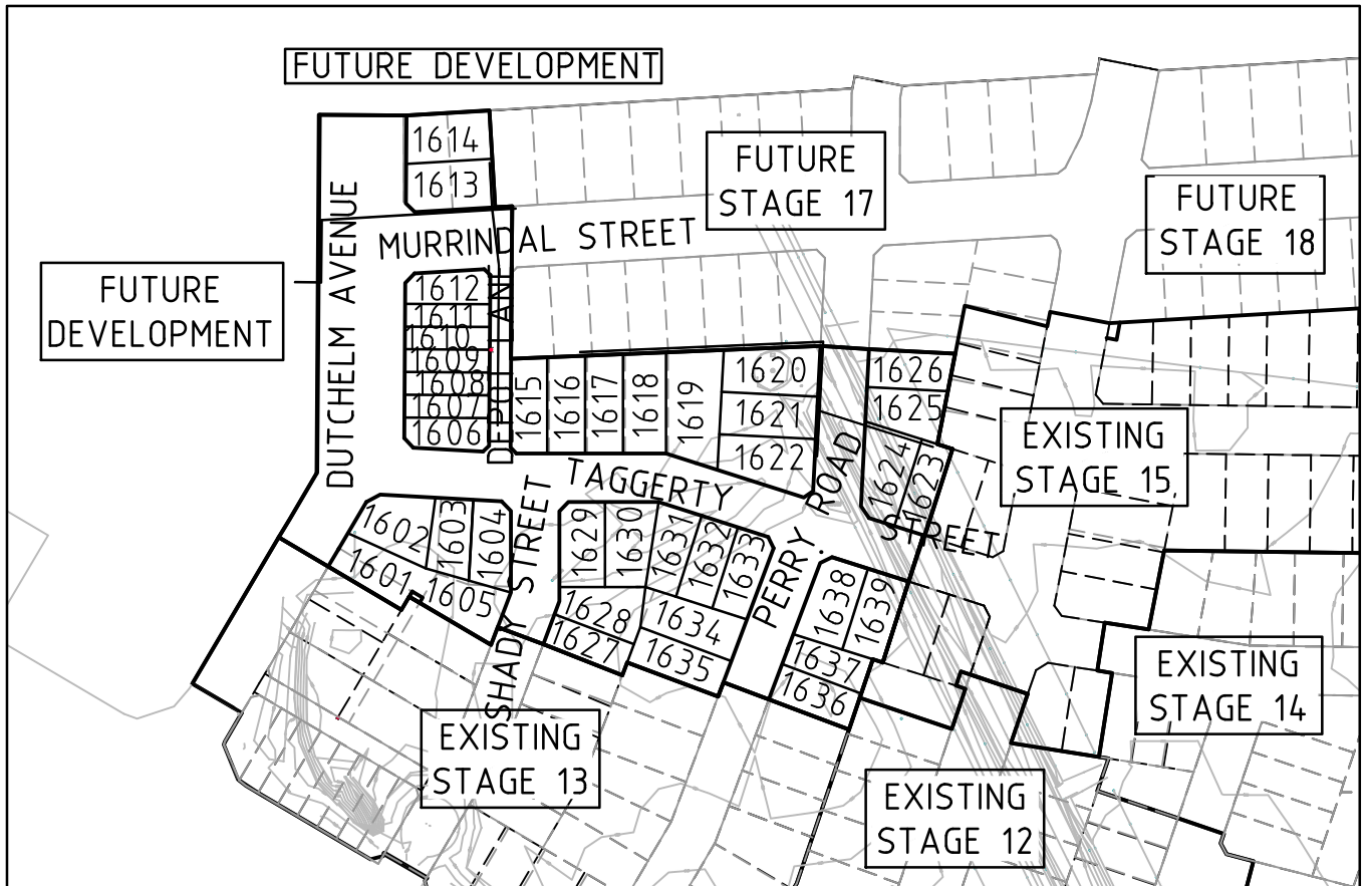 FUTURE DEVELOPMENT
1614
1613
FUTURE
STAGE 17
FUTURE
STAGE 18
DUTCHELM AVENUE
MURRINDAL STREET
FUTURE
DEVELOPMENT
1612
1611
1610
1609
1608
1607
1606
1615
1616
1617
1618
1619
1620
1621
1622
1626
1625
1624
1623
EXISTING
STAGE 15
TAGGERTY
STREET
PERRY ROAD
SHADY STREET
1602
1603
1604
1601
1605
1629
1630
1631
1632
1633
1628
1627
1634
1635
1638
1639
1637
1636
EXISTING
STAGE 14
EXISTING
STAGE 13
EXISTING
STAGE 12